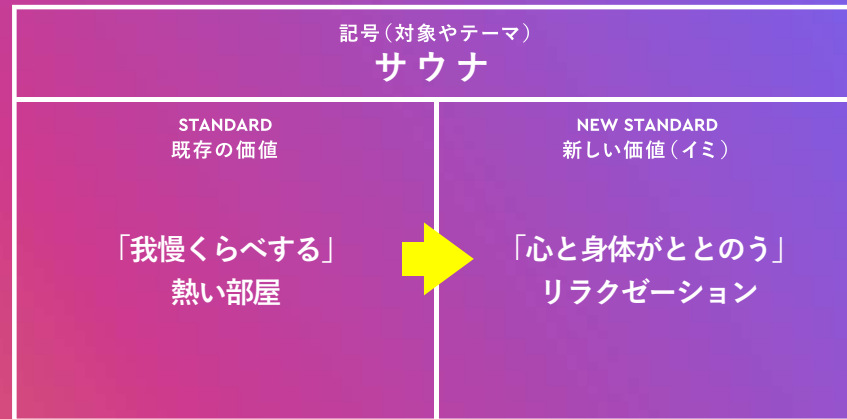 記号（対象やテーマ）
サウナ
STANDARD
既存の価値
「我慢くらべする」
熱い部屋
NEW STANDARD
新しい価値（イミ）
「心と身体がととのう」
リラクゼーション